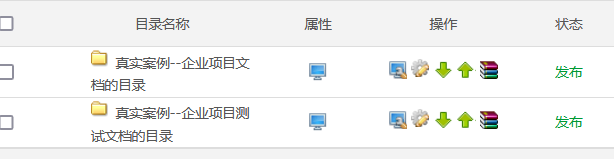 目录名称 属性 操作 状态
真实案例--企业项目文
档的目录
发布
真实案例--企业项目测
试文档的目录
发布